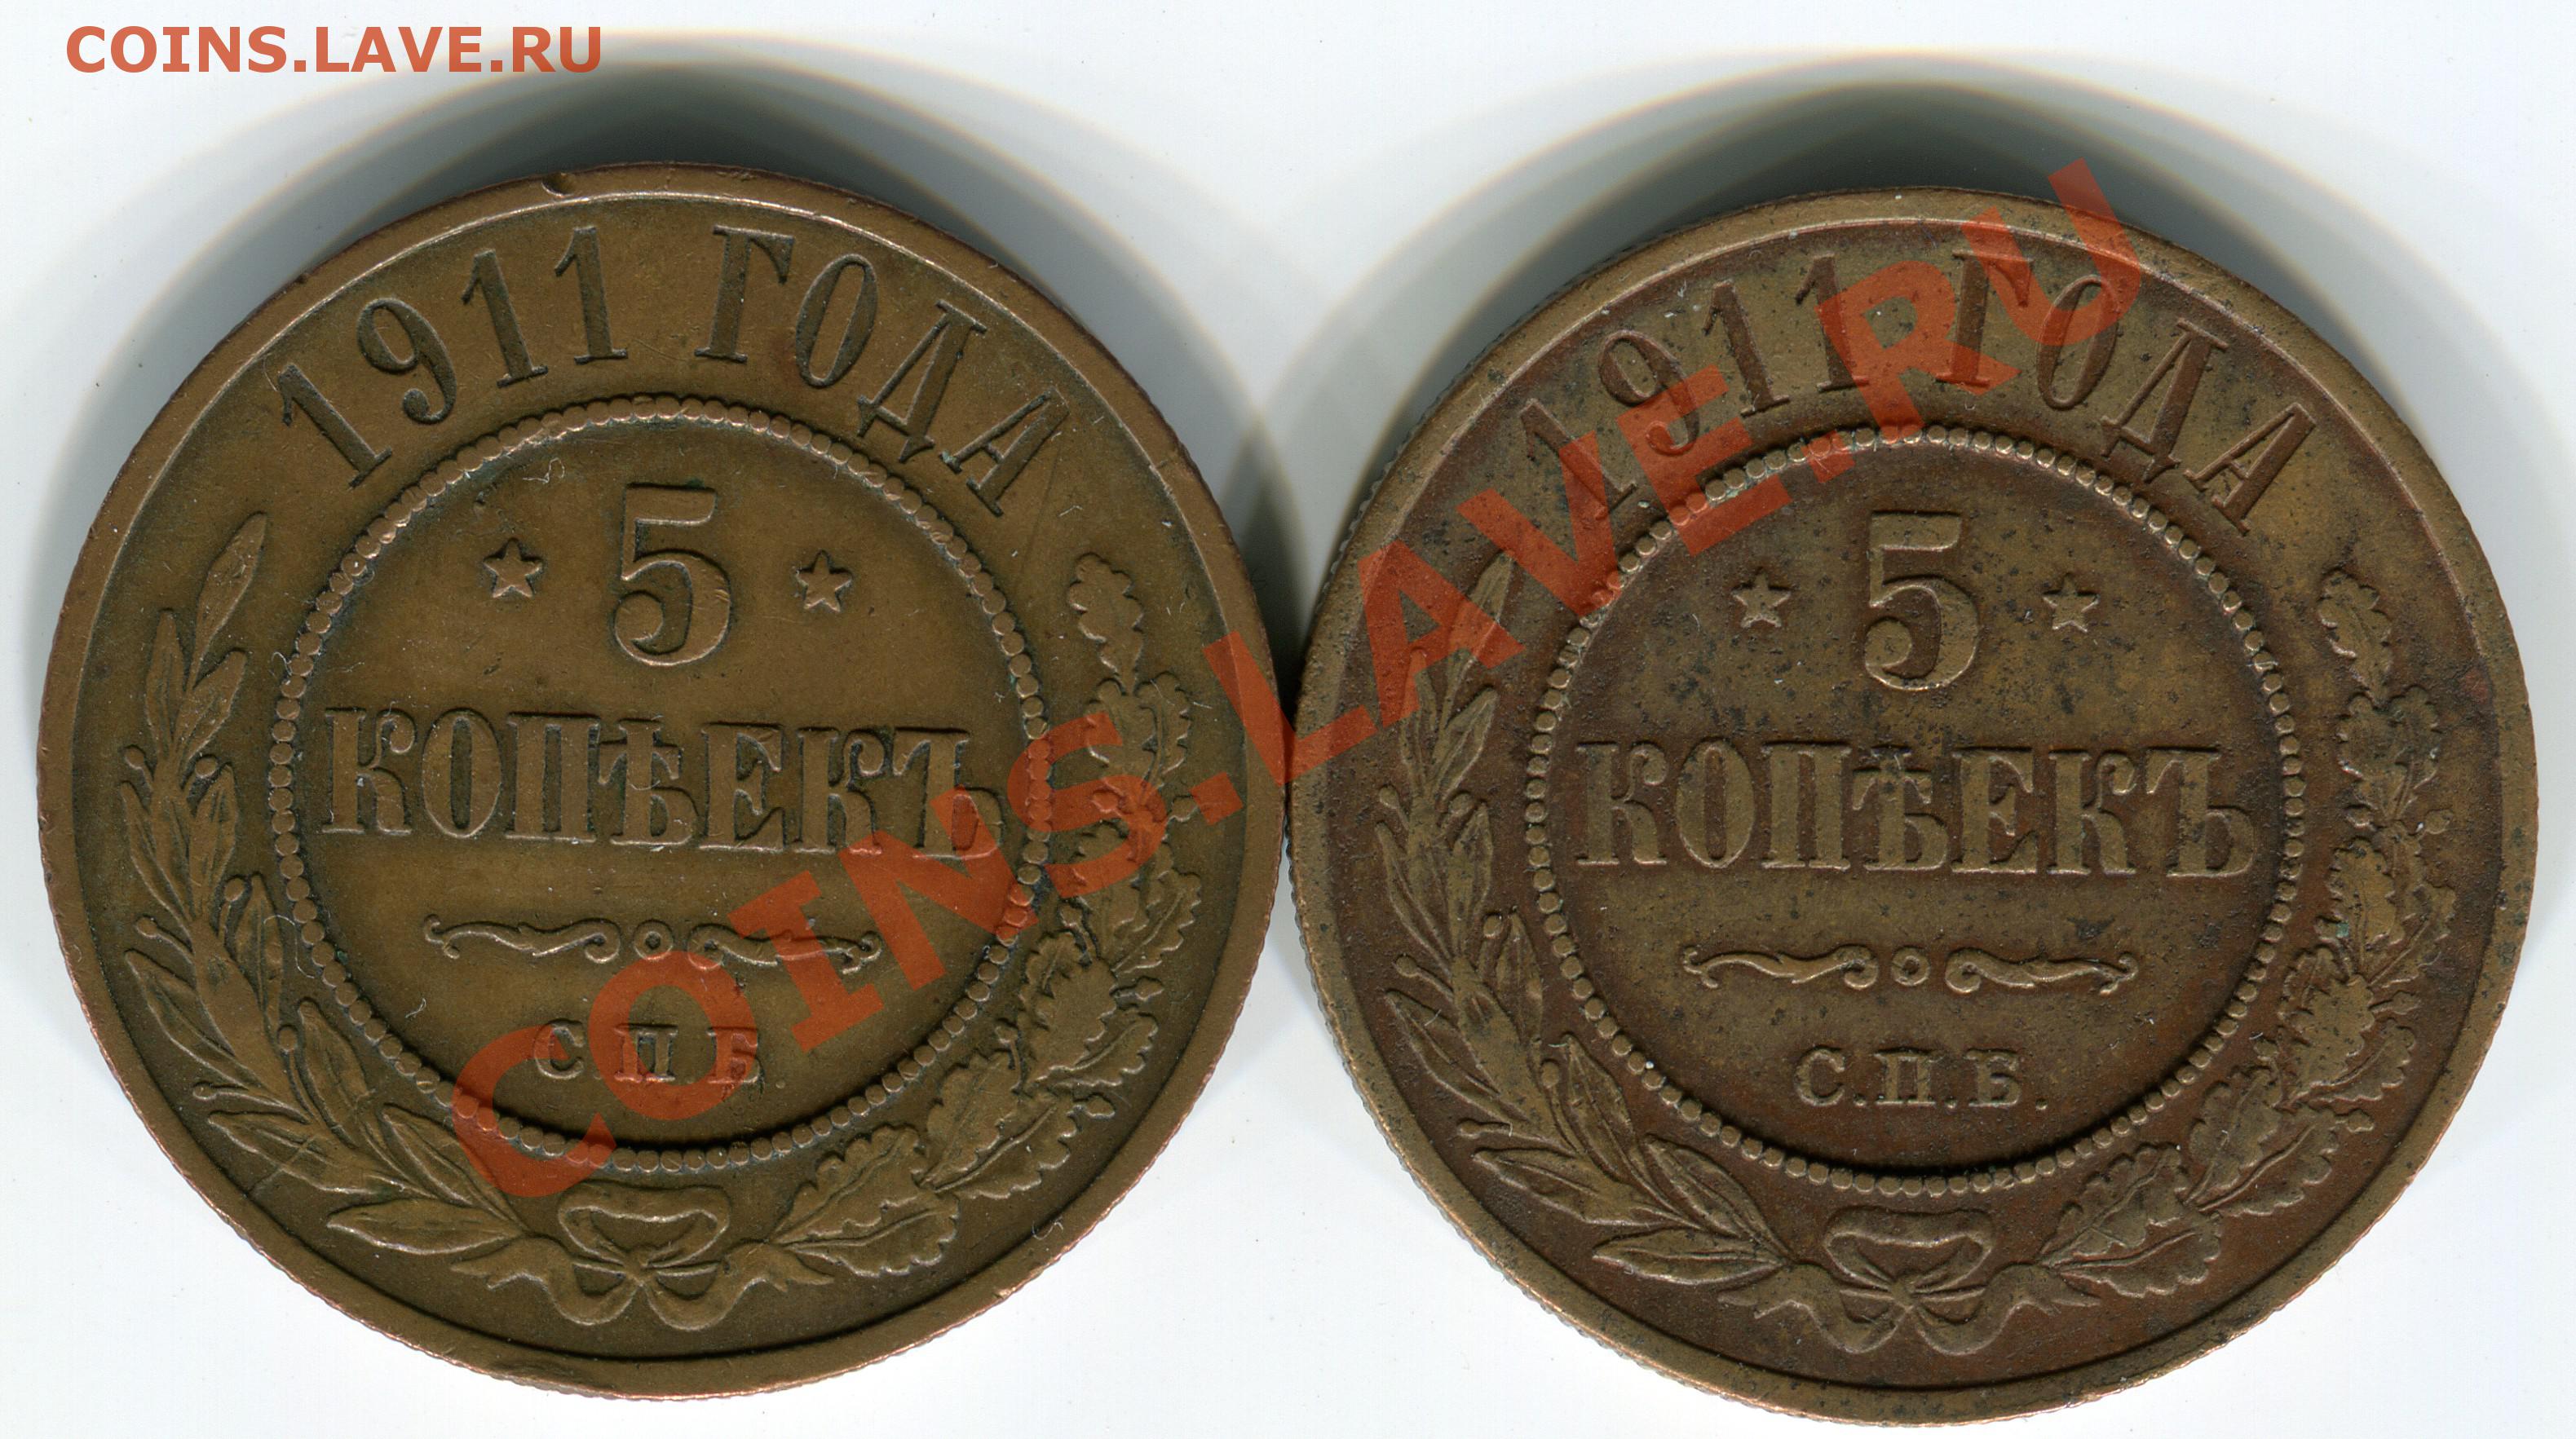 COINS.LAVE.RU
1911 ГОДА
5
КОПѢЕКЪ
С П Б.
1911 ГОДА
5
КОПѢЕКЪ
С.П.Б.
COINS.LAVE.RU